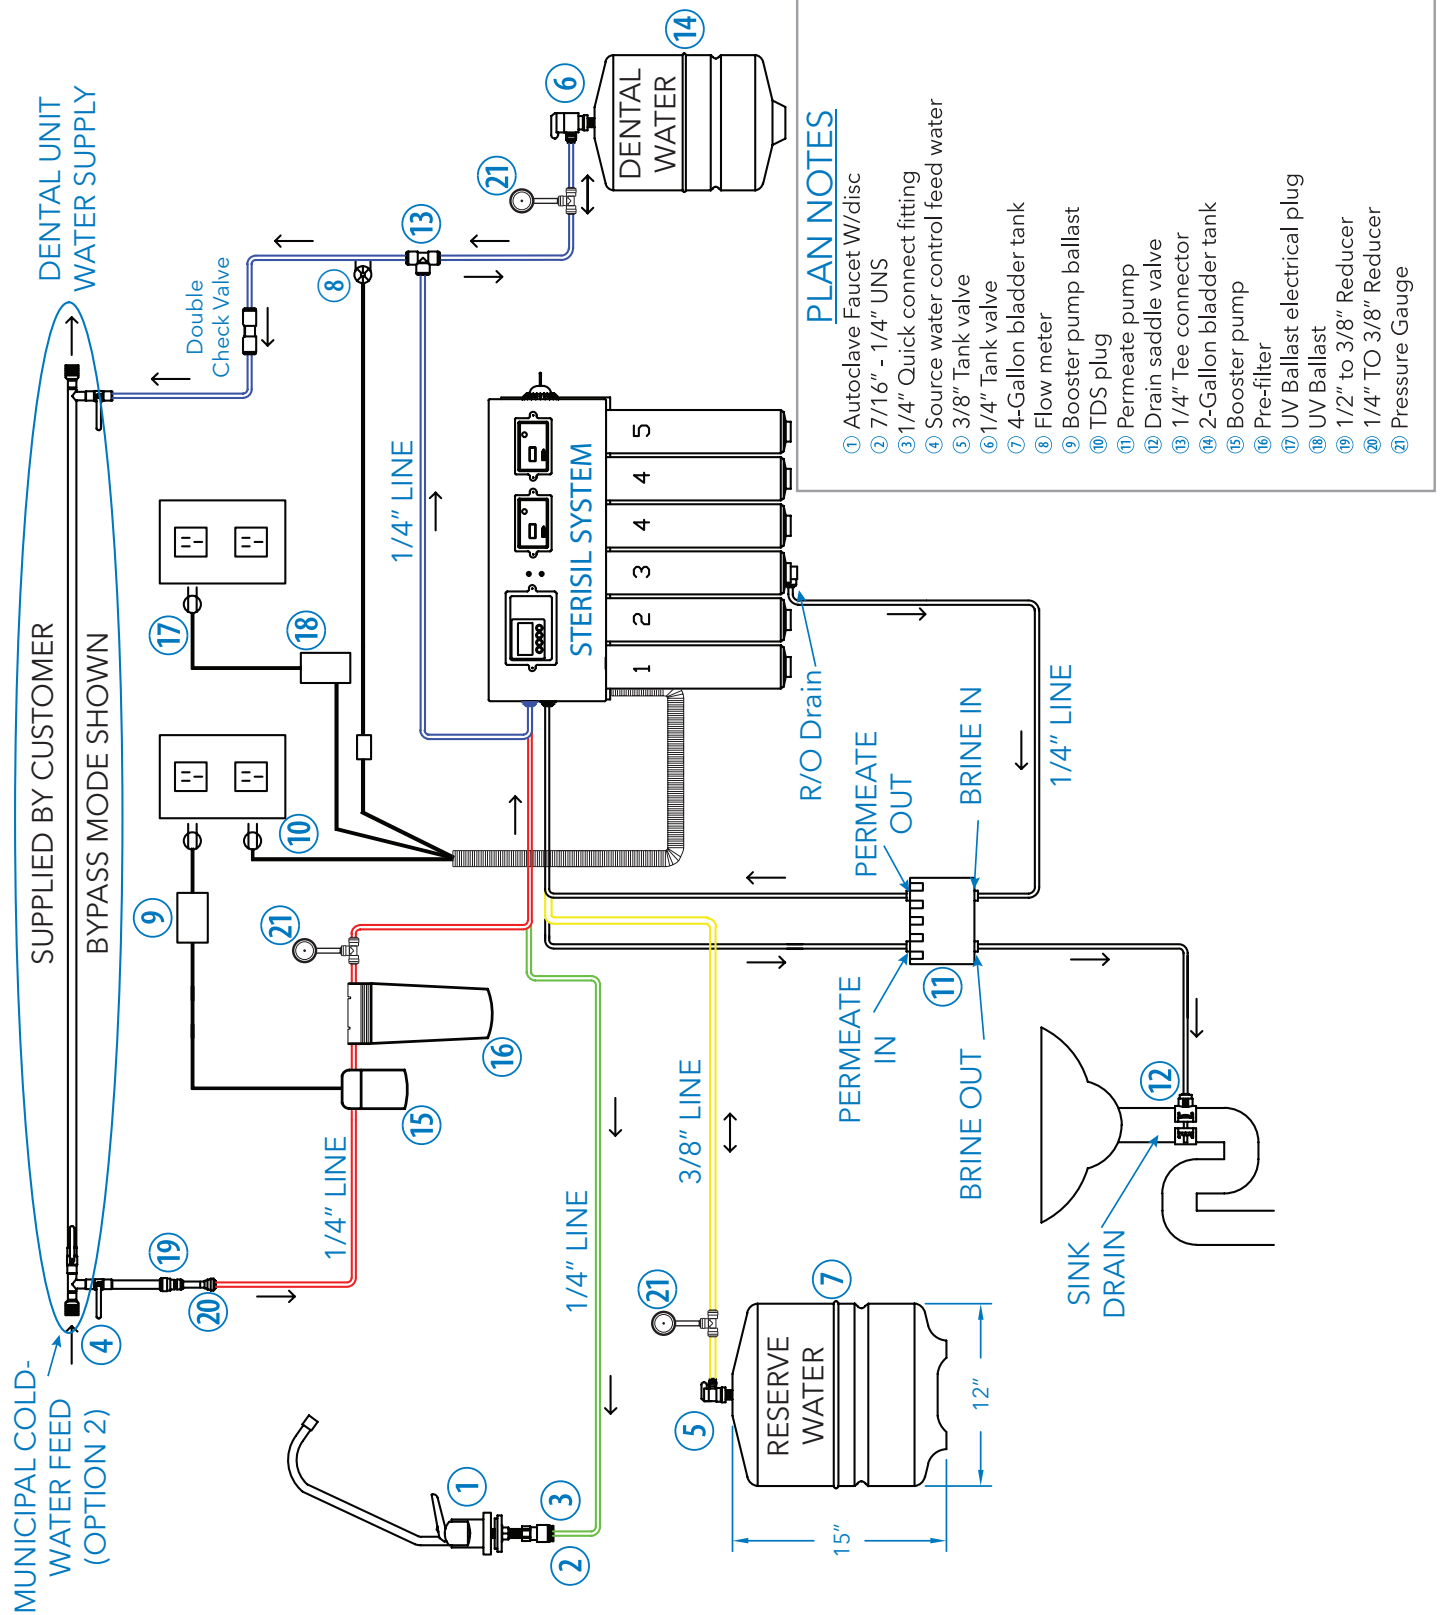 MUNICIPAL COLD-
WATER FEED
(OPTION 2)
SUPPLIED BY CUSTOMER
BYPASS MODE SHOWN
DENTAL UNIT
WATER SUPPLY
4
19
20
1/4" LINE
15
16
21
9
10
17
18
8
Double
Check Valve
13
21
6
14
DENTAL
WATER
1/4" LINE
STERISIL SYSTEM
1
2
3
4
4
5
R/O Drain
1
2
3
1/4" LINE
3/8" LINE
21
5
7
RESERVE
WATER
15"
12"
PERMEATE
IN
PERMEATE
OUT
11
BRINE OUT
BRINE IN
1/4" LINE
SINK
DRAIN
12
PLAN NOTES
1 Autoclave Faucet W/disc
2 7/16" - 1/4" UNS
3 1/4" Quick connect fitting
4 Source water control feed water
5 3/8" Tank valve
6 1/4" Tank valve
7 4-Gallon bladder tank
8 Flow meter
9 Booster pump ballast
10 TDS plug
11 Permeate pump
12 Drain saddle valve
13 1/4" Tee connector
14 2-Gallon bladder tank
15 Booster pump
16 Pre-filter
17 UV Ballast electrical plug
18 UV Ballast
19 1/2" to 3/8" Reducer
20 1/4" TO 3/8" Reducer
21 Pressure Gauge